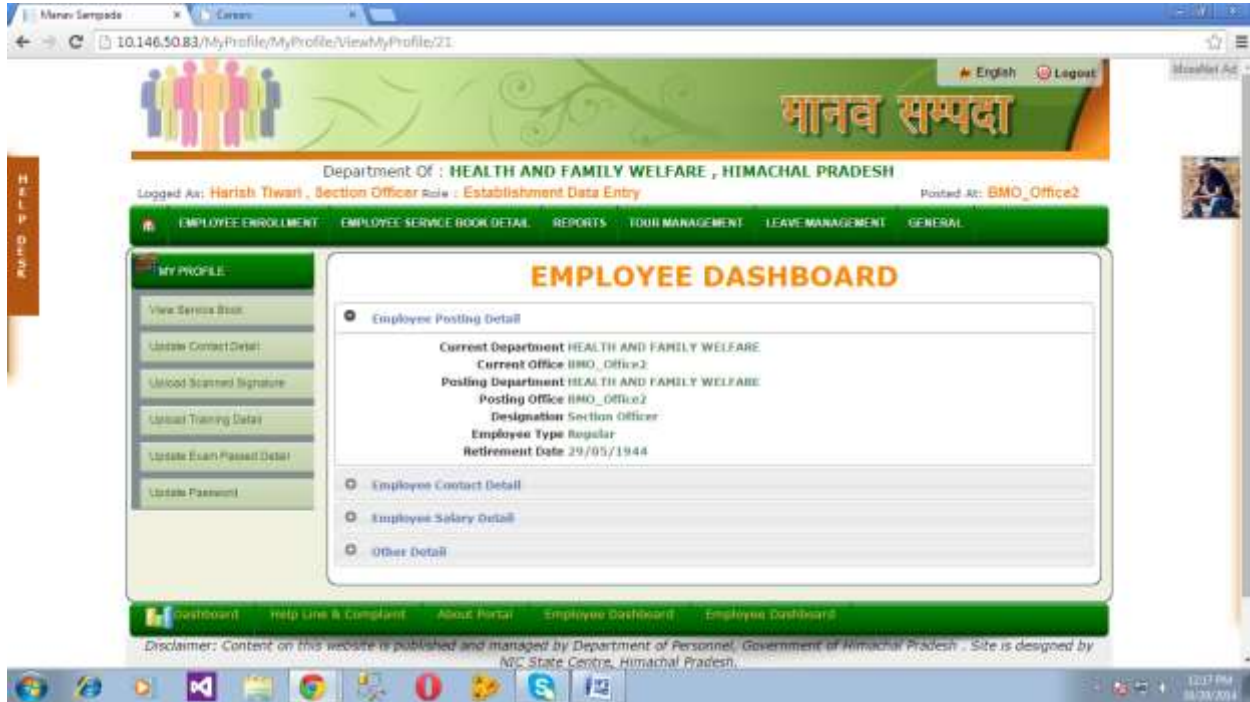 Manav Sampada
Careers
10.146.50.83/MyProfile/MyProfile/ViewMyProfile/21
English Logout
मानव सम्पदा
HELP DESK
Department Of : HEALTH AND FAMILY WELFARE , HIMACHAL PRADESH
Logged As: Harish Tiwari , Section Officer Role : Establishment Data Entry Posted At: BMO_Office2
EMPLOYEE ENROLLMENT EMPLOYEE SERVICE BOOK DETAIL REPORTS TOUR MANAGEMENT LEAVE MANAGEMENT GENERAL
MY PROFILE
View Service Book
Update Contact Detail
Upload Scanned Signature
Upload Training Detail
Update Exam Passed Detail
Update Password
EMPLOYEE DASHBOARD
Employee Posting Detail
Current Department HEALTH AND FAMILY WELFARE
Current Office BMO_Office2
Posting Department HEALTH AND FAMILY WELFARE
Posting Office BMO_Office2
Designation Section Officer
Employee Type Regular
Retirement Date 29/05/1944
Employee Contact Detail
Employee Salary Detail
Other Detail
Dashboard Help Line & Complaint About Portal Employee Dashboard Employee Dashboard
Disclaimer: Content on this website is published and managed by Department of Personnel, Government of Himachal Pradesh . Site is designed by
NIC State Centre, Himachal Pradesh.
12:17 PM